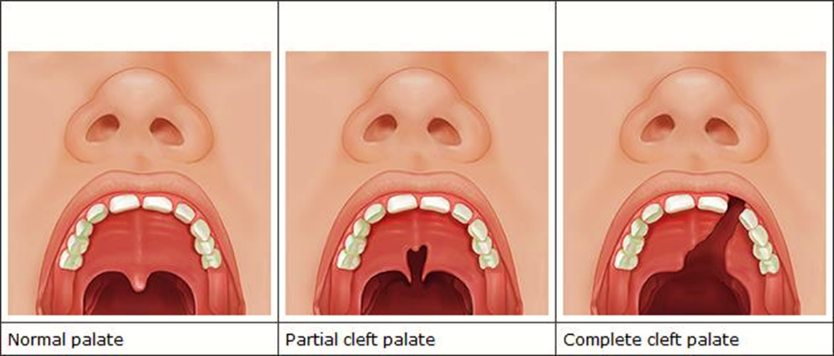 Normal palate
Partial cleft palate
Complete cleft palate